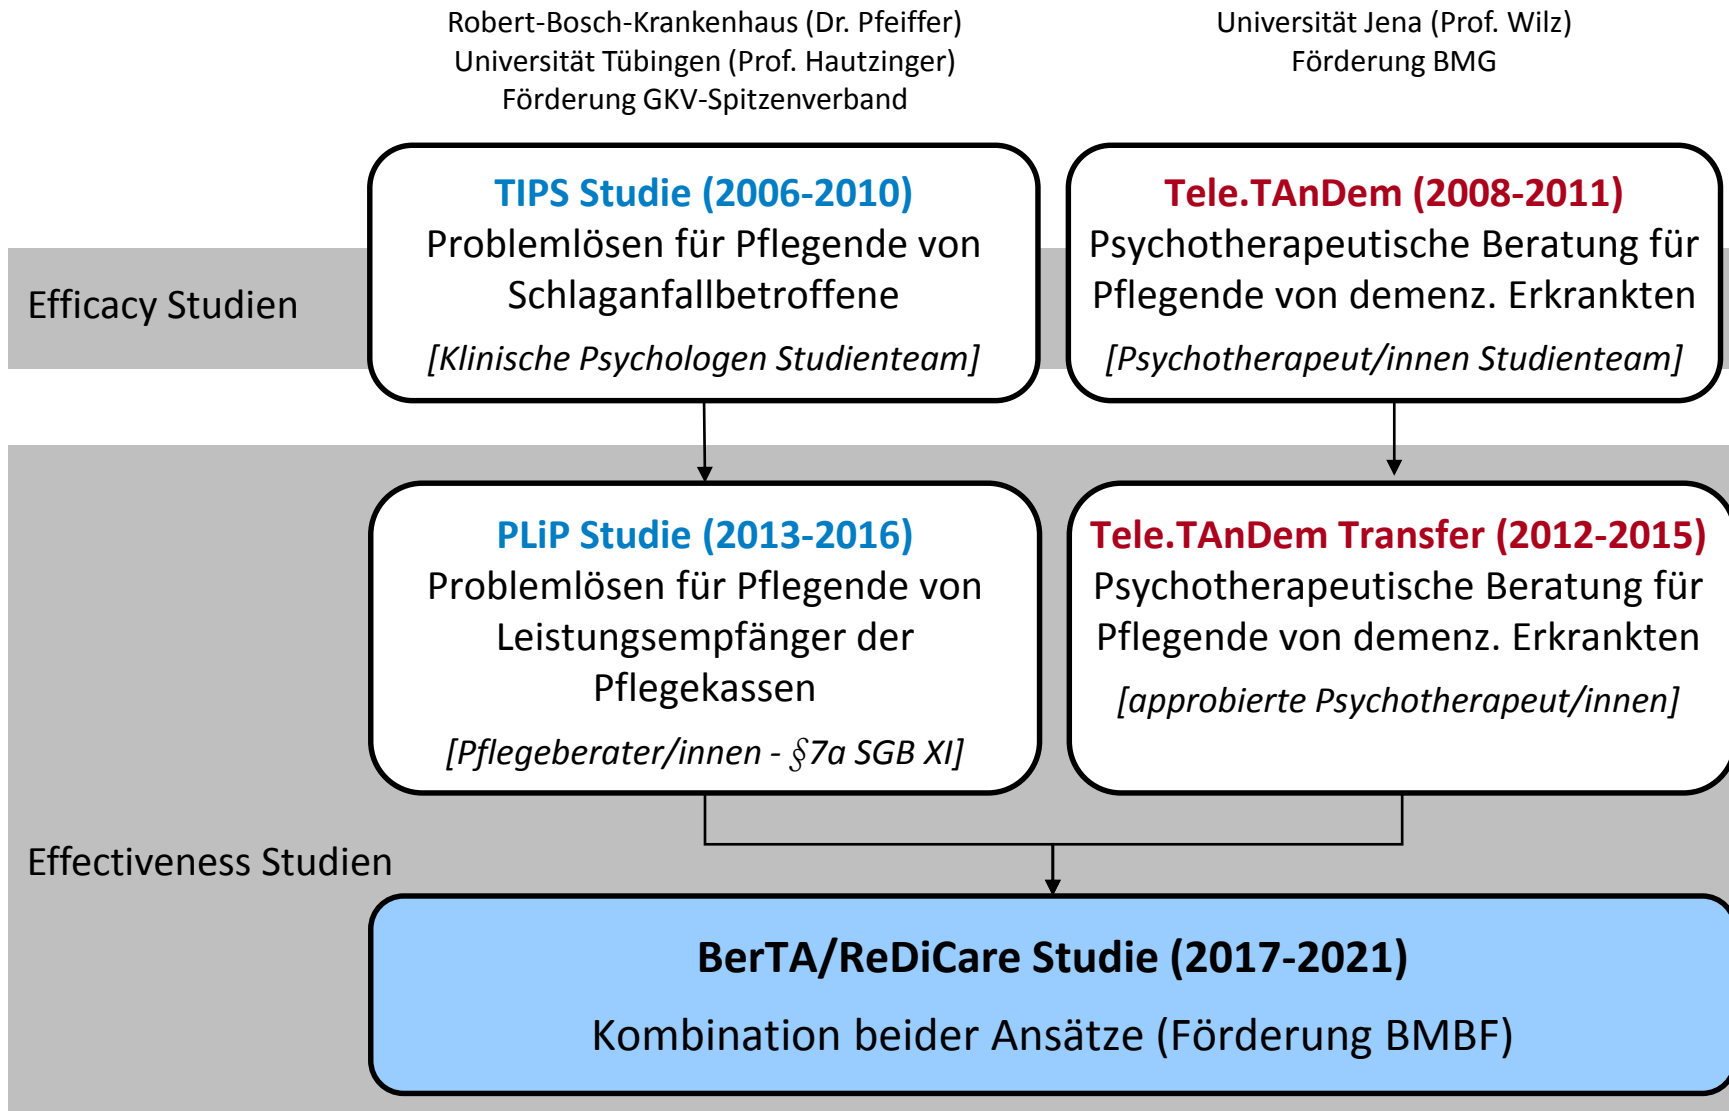 Robert-Bosch-Krankenhaus (Dr. Pfeiffer)
Universität Tübingen (Prof. Hautzinger)
Förderung GKV-Spitzenverband
Universität Jena (Prof. Wilz)
Förderung BMG
Efficacy Studien
TIPS Studie (2006-2010)
Problemlösen für Pflegende von
Schlaganfallbetroffene
[Klinische Psychologen Studienteam]
Tele.TAnDem (2008-2011)
Psychotherapeutische Beratung für
Pflegende von demenz. Erkrankten
[Psychotherapeut/innen Studienteam]
Effectiveness Studien
PLiP Studie (2013-2016)
Problemlösen für Pflegende von
Leistungsempfänger der
Pflegekassen
[Pflegeberater/innen - §7a SGB XI]
Tele.TAnDem Transfer (2012-2015)
Psychotherapeutische Beratung für
Pflegende von demenz. Erkrankten
[approbierte Psychotherapeut/innen]
BerTA/ReDiCare Studie (2017-2021)
Kombination beider Ansätze (Förderung BMBF)